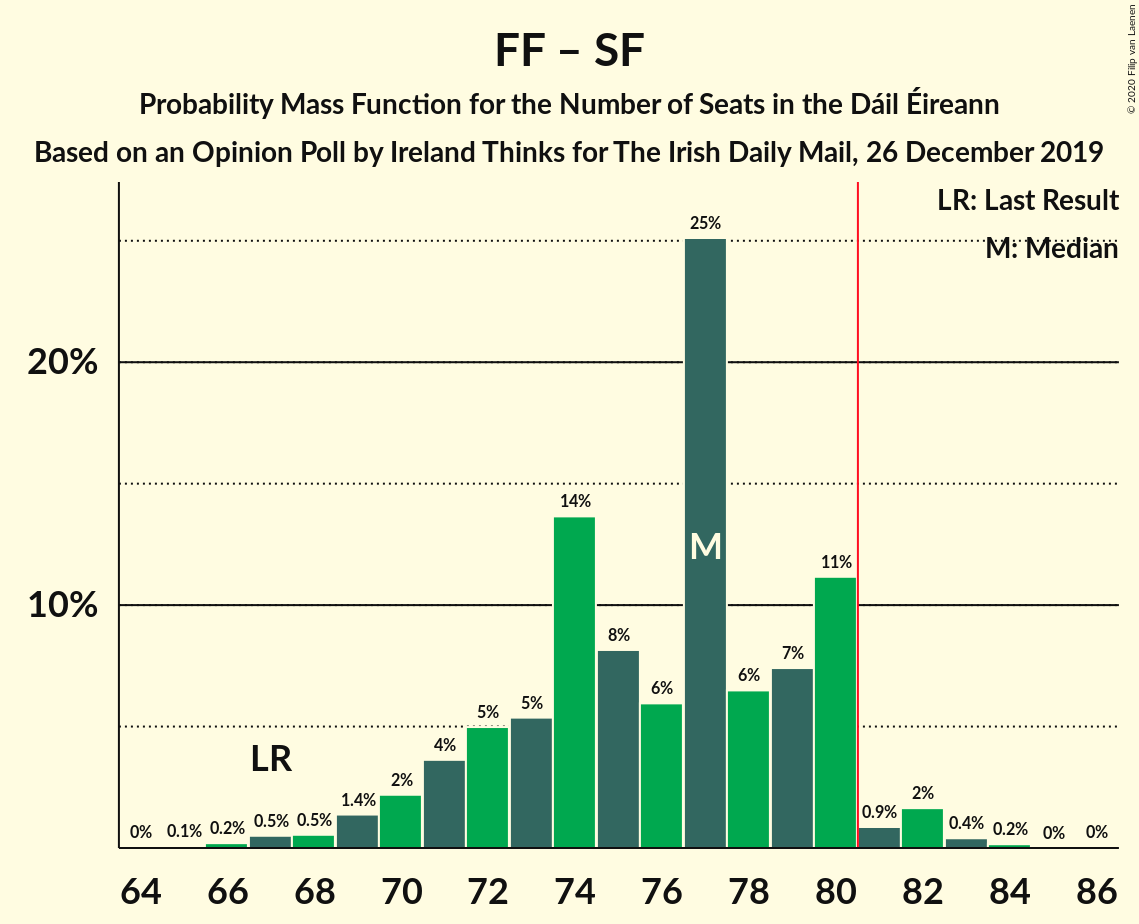 FF – SF
Probability Mass Function for the Number of Seats in the Dáil Éireann
Based on an Opinion Poll by Ireland Thinks for The Irish Daily Mail, 26 December 2019
© 2020 Filip van Laenen
LR: Last Result
M: Median
25%
20%
14%
M
11%
10%
8%
7%
6%
6%
5%
5%
4%
LR
2%
2%
1.4%
0% 0.1% 0.2% 0.5% 0.5% 0.9% 0.4% 0.2% 0% 0%
64 66 68 70 72 74 76 78 80 82 84 86